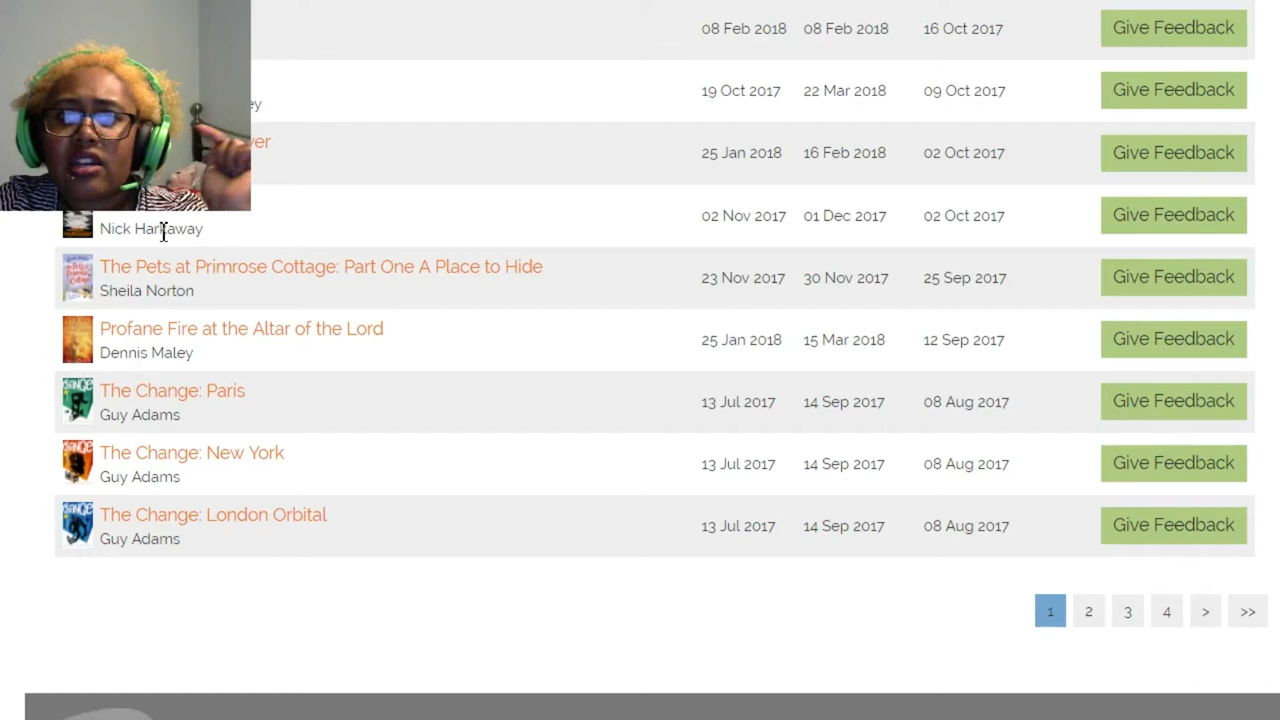 08 Feb 2018 08 Feb 2018 16 Oct 2017 Give Feedback
19 Oct 2017 22 Mar 2018 09 Oct 2017 Give Feedback
25 Jan 2018 16 Feb 2018 02 Oct 2017 Give Feedback
Nick Harkaway
02 Nov 2017 01 Dec 2017 02 Oct 2017 Give Feedback
The Pets at Primrose Cottage: Part One A Place to Hide
Sheila Norton
23 Nov 2017 30 Nov 2017 25 Sep 2017 Give Feedback
Profane Fire at the Altar of the Lord
Dennis Maley
25 Jan 2018 15 Mar 2018 12 Sep 2017 Give Feedback
The Change: Paris
Guy Adams
13 Jul 2017 14 Sep 2017 08 Aug 2017 Give Feedback
The Change: New York
Guy Adams
13 Jul 2017 14 Sep 2017 08 Aug 2017 Give Feedback
The Change: London Orbital
Guy Adams
13 Jul 2017 14 Sep 2017 08 Aug 2017 Give Feedback
1 2 3 4 > >>